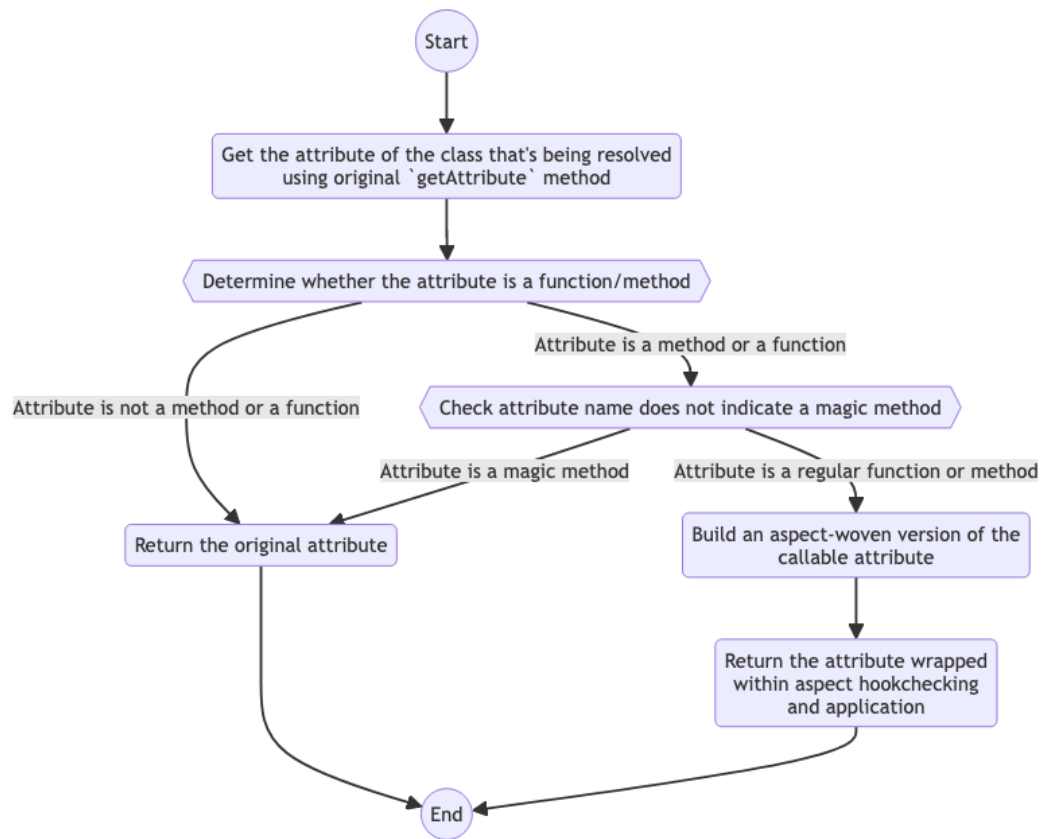 Start
Get the attribute of the class that's being resolved
using original `getAttribute` method
Determine whether the attribute is a function/method
Attribute is a method or a function
Attribute is not a method or a function
Check attribute name does not indicate a magic method
Attribute is a magic method
Attribute is a regular function or method
Return the original attribute
Build an aspect-woven version of the
callable attribute
Return the attribute wrapped
within aspect hookchecking
and application
End